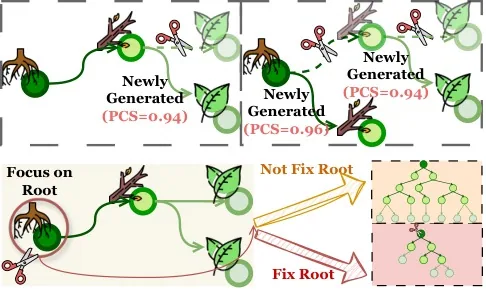 Newly
Generated
(PCS=0.94)
Newly
Generated
(PCS=0.96)
Newly
Generated
(PCS=0.94)
Focus on
Root
Not Fix Root
Fix Root